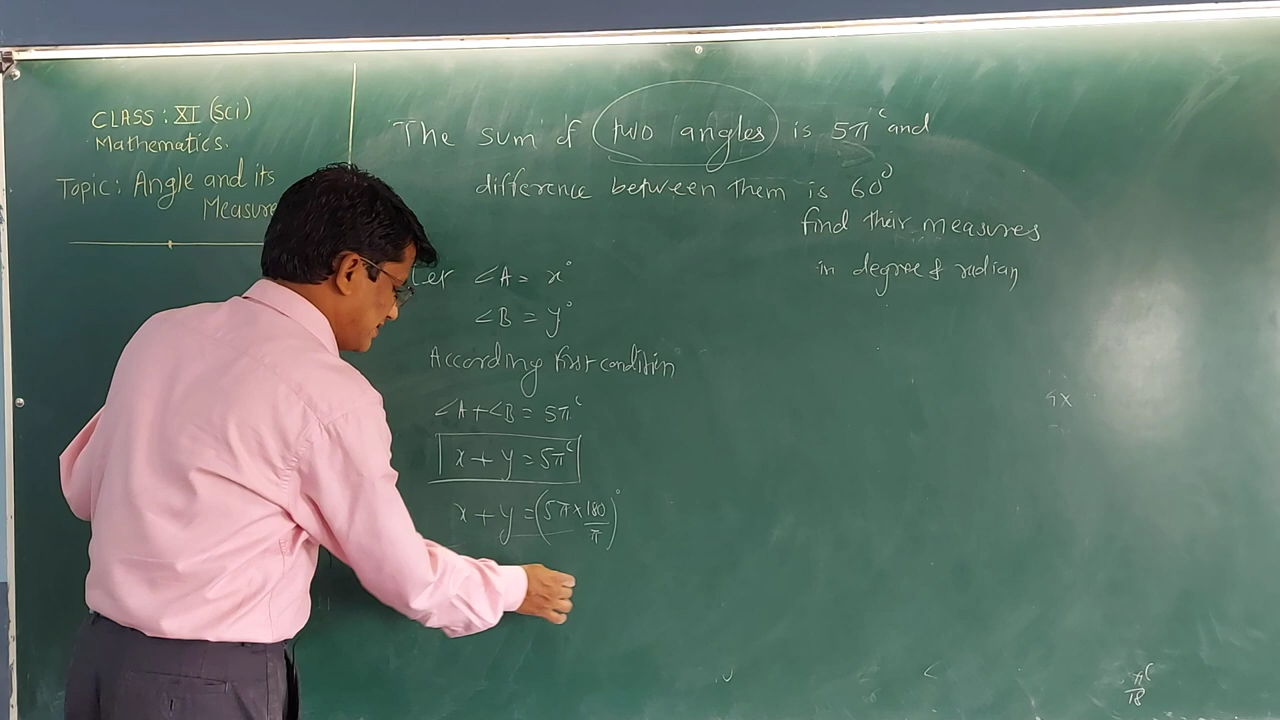 CLASS : XI (Sci)
Mathematics.
Topic : Angle and its
Measure
The sum of two angles is 5π^c and
difference between them is 60°
find their measures
in degree & radian
Let ∠A = x°
∠B = y°
According first condition
∠A+∠B = 5π^c
x + y = 5π^c
x + y = (5π × 180/π)°
π^c/18